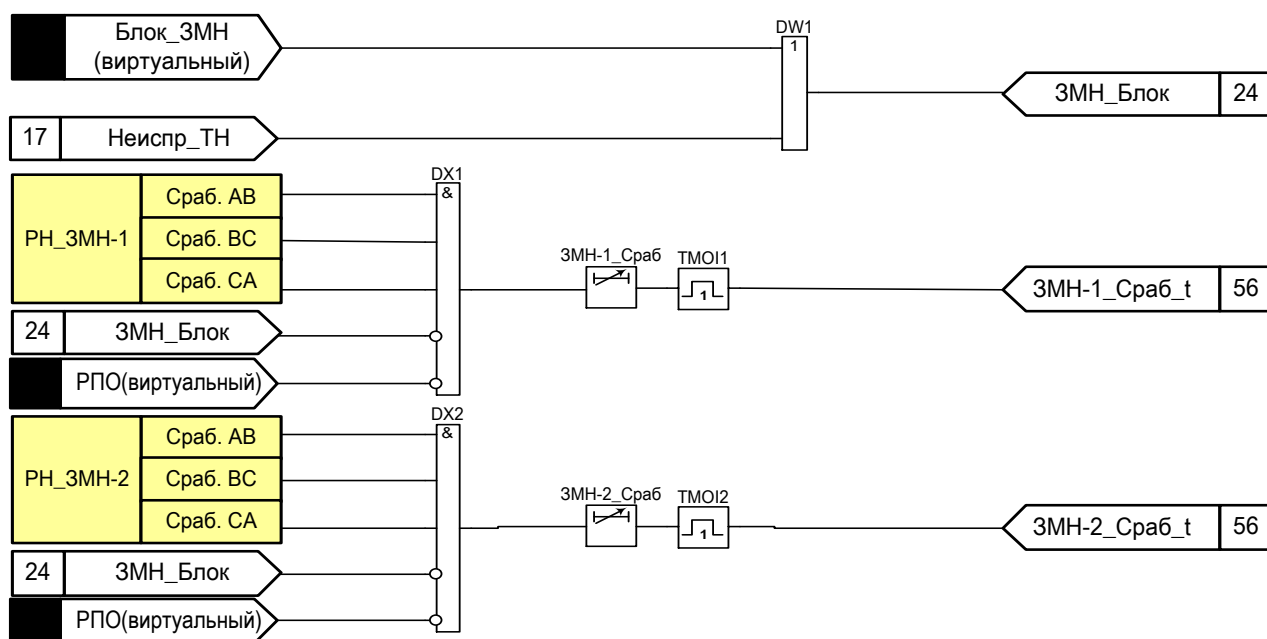 Блок_ЗМН
(виртуальный)
DW1
1
ЗМН_Блок 24
17 Неиспр_ТН
РН_ЗМН-1
Сраб. АВ
Сраб. ВС
Сраб. СА
DX1
&
ЗМН-1_Сраб
TMOI1
1
ЗМН-1_Сраб_t 56
24 ЗМН_Блок
РПО(виртуальный)
РН_ЗМН-2
Сраб. АВ
Сраб. ВС
Сраб. СА
DX2
&
ЗМН-2_Сраб
TMOI2
1
ЗМН-2_Сраб_t 56
24 ЗМН_Блок
РПО(виртуальный)